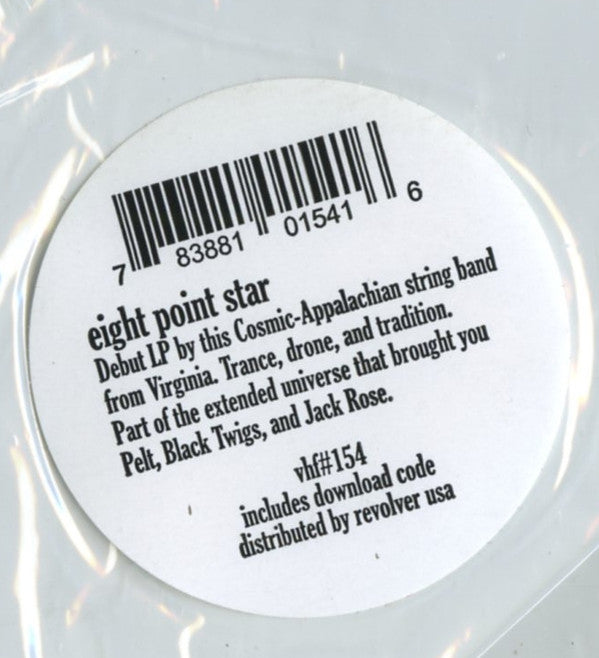 7 83881 01541 6
eight point star
Debut LP by this Cosmic-Appalachian string band
from Virginia. Trance, drone, and tradition.
Part of the extended universe that brought you
Pelt, Black Twigs, and Jack Rose.
vhf#154
includes download code
distributed by revolver usa